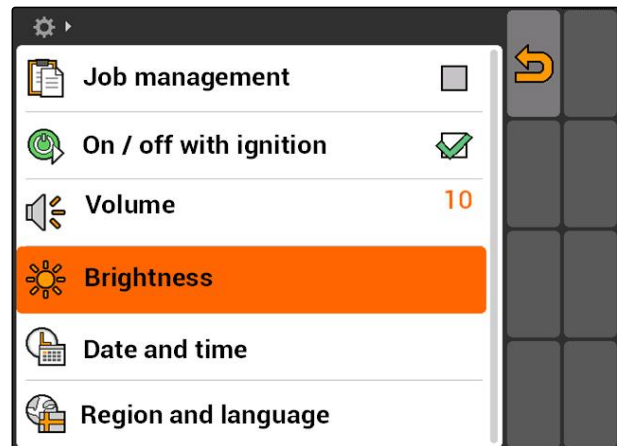 Job management
On / off with ignition
Volume 10
Brightness
Date and time
Region and language